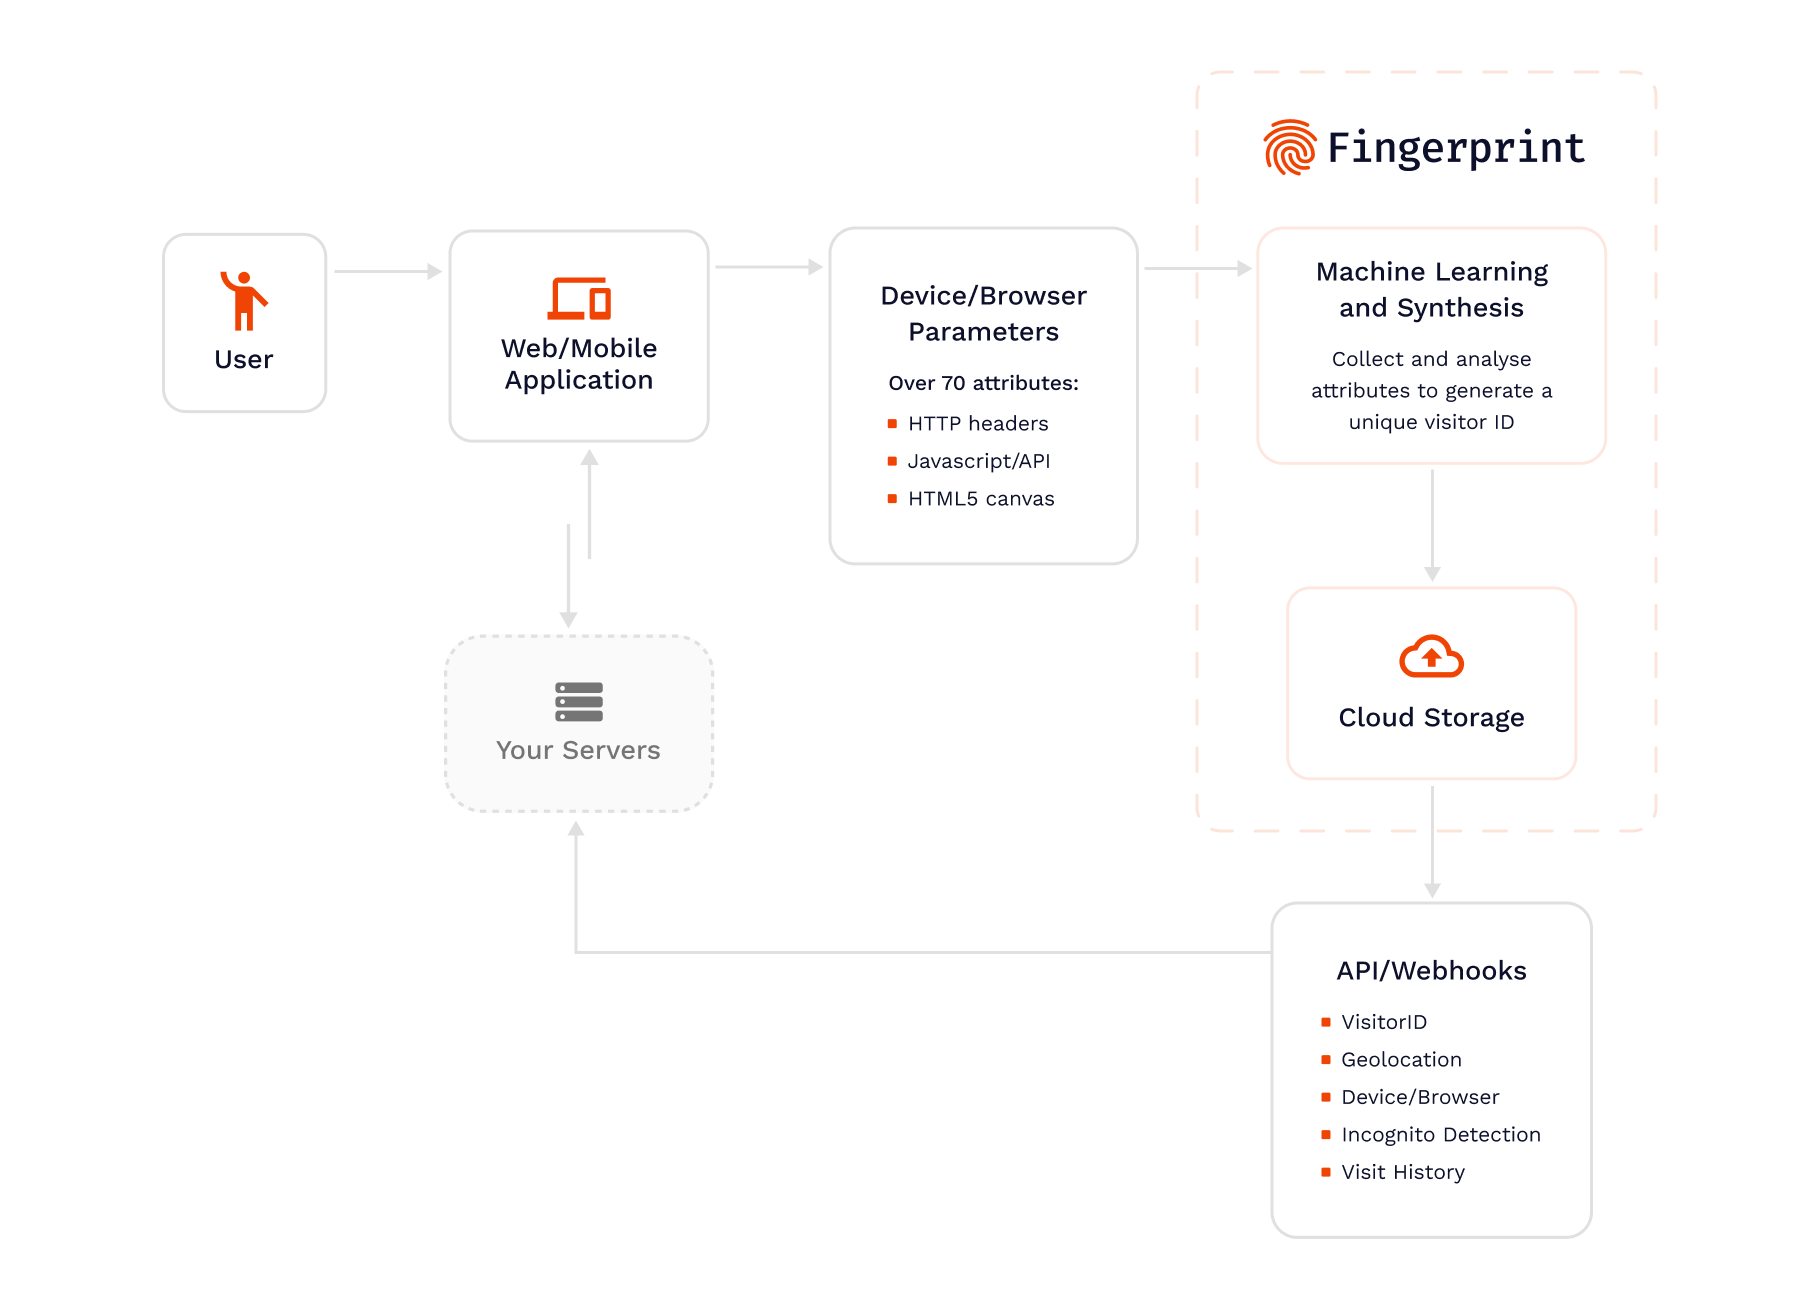 Fingerprint
User
Web/Mobile
Application
Device/Browser
Parameters
Over 70 attributes:
HTTP headers
Javascript/API
HTML5 canvas
Machine Learning
and Synthesis
Collect and analyse
attributes to generate a
unique visitor ID
Cloud Storage
Your Servers
API/Webhooks
VisitorID
Geolocation
Device/Browser
Incognito Detection
Visit History